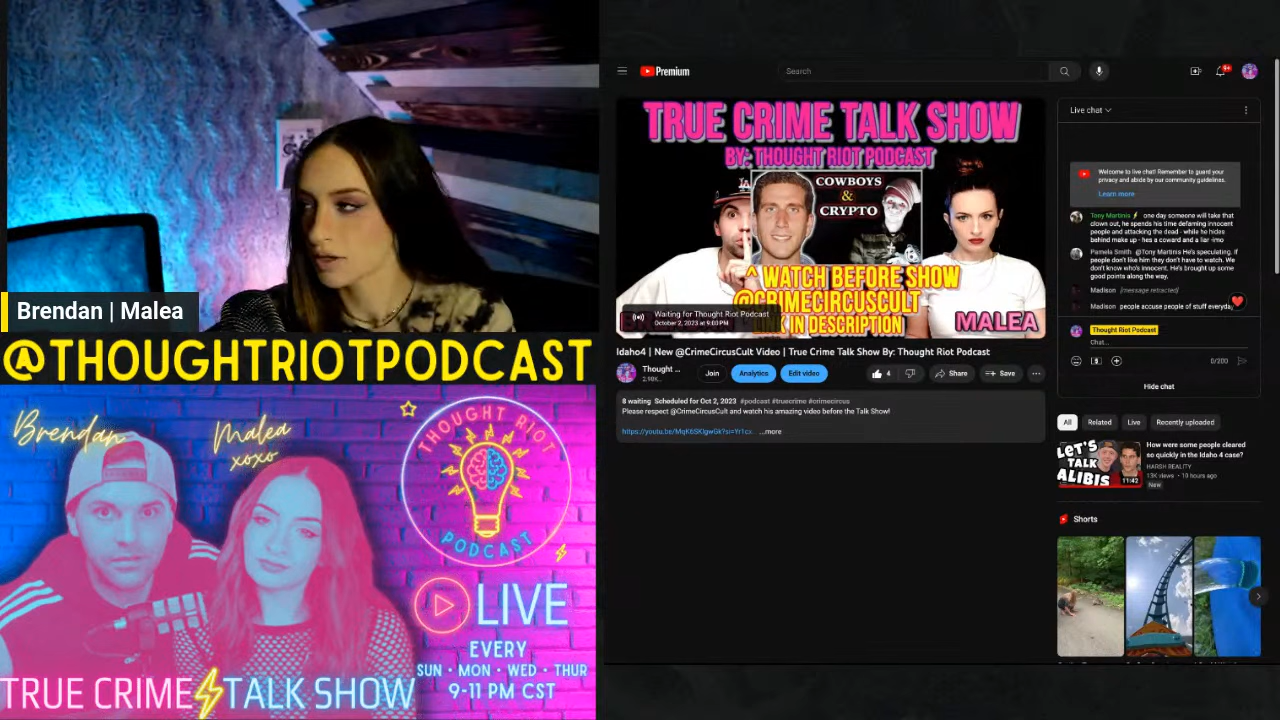 Brendan | Malea
@THOUGHTRIOTPODCAST
Brendan
Malea
xoxo
THOUGHT RIOT
PODCAST
LIVE
EVERY
SUN • MON • WED • THUR
9-11 PM CST
TRUE CRIME TALK SHOW
Premium
Search
9+
TRUE CRIME TALK SHOW
BY: THOUGHT RIOT PODCAST
COWBOYS
&
CRYPTO
^ WATCH BEFORE SHOW
@CRIMECIRCUSCULT
LINK IN DESCRIPTION
MALEA
Waiting for Thought Riot Podcast
October 2, 2023 at 9:00 PM
Idaho4 | New @CrimeCircusCult Video | True Crime Talk Show By: Thought Riot Podcast
Thought ...
2.90K...
Join
Analytics
Edit video
4
Share
Save
8 waiting Scheduled for Oct 2, 2023 #podcast #truecrime #crimecircus
Please respect @CrimeCircusCult and watch his amazing video before the Talk Show!
...more
Live chat
Welcome to live chat! Remember to guard your
privacy and abide by our community guidelines.
Learn more
Tony Martinis ⚡ one day someone will take that
clown out, he spends his time defaming innocent
people and attacking the dead - while he hides
behind make up - hes a coward and a liar imo
Pamela Smith @Tony Martinis He's speculating. If
people don't like him they don't have to watch. We
don't know who's innocent. He's brought up some
good points along the way.
Madison [message retracted]
Madison people accuse people of stuff everyday
Thought Riot Podcast
Chat...
0/200
Hide chat
All
Related
Live
Recently uploaded
LET'S
TALK
ALIBIS
11:42
How were some people cleared
so quickly in the Idaho 4 case?
HARSH REALITY
13K views • 10 hours ago
New
Shorts